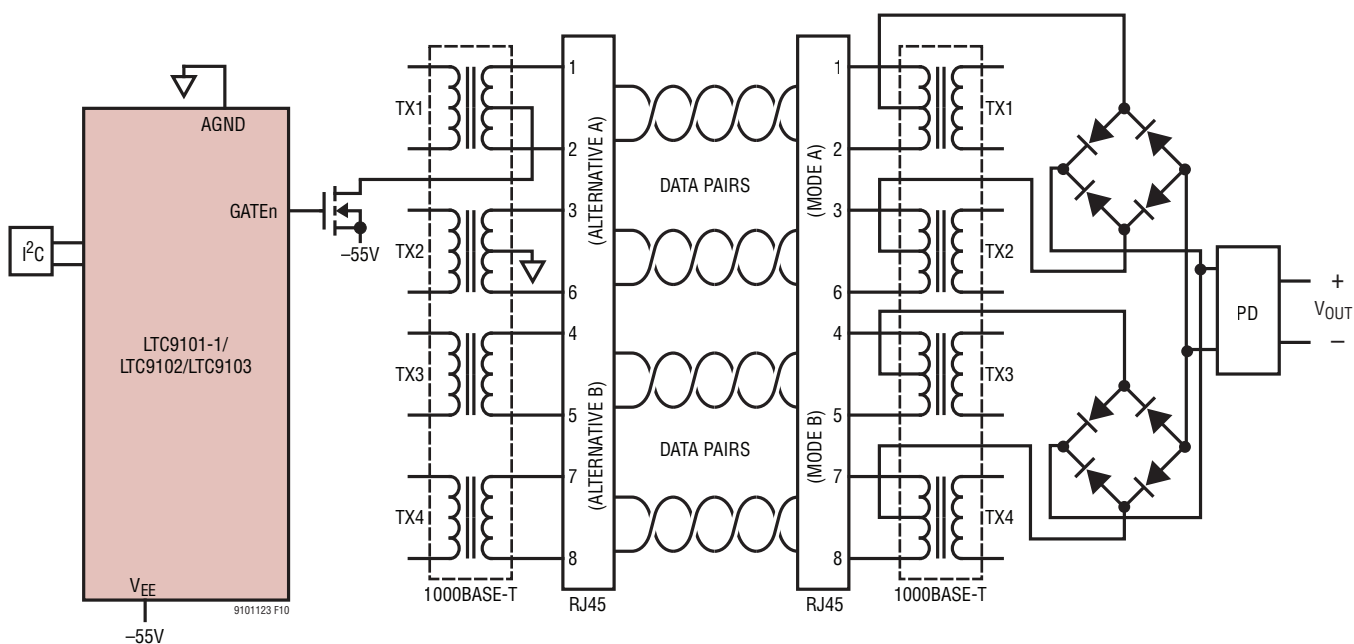 I²C
AGND
GATEn
LTC9101-1/
LTC9102/LTC9103
V_EE
9101123 F10
–55V
–55V
TX1
TX2
TX3
TX4
1000BASE-T
1
2
3
6
4
5
7
8
(ALTERNATIVE A)
(ALTERNATIVE B)
RJ45
DATA PAIRS
DATA PAIRS
1
2
3
6
4
5
7
8
(MODE A)
(MODE B)
RJ45
TX1
TX2
TX3
TX4
1000BASE-T
PD
+
V_OUT
–